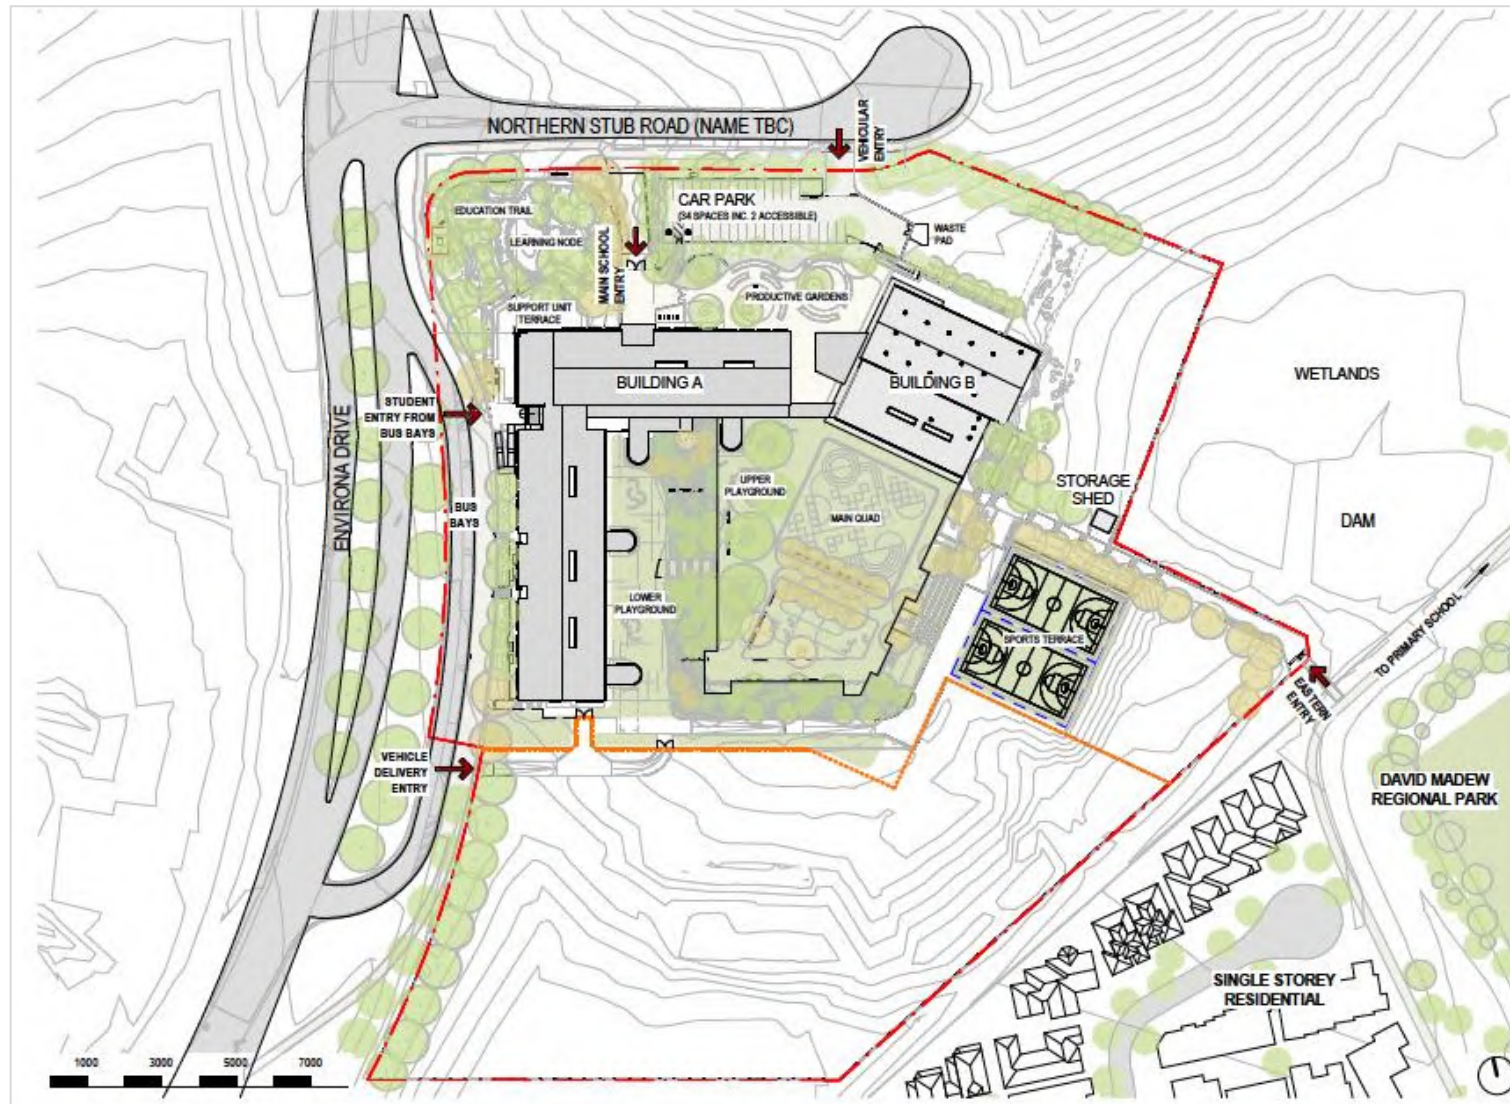 NORTHERN STUB ROAD (NAME TBC)
VEHICULAR
ENTRY
EDUCATION TRAIL
LEARNING NODE
MAIN SCHOOL
ENTRY
CAR PARK
(34 SPACES INC. 2 ACCESSIBLE)
WASTE
PAD
SUPPORT UNIT
TERRACE
PRODUCTIVE GARDENS
BUILDING A
BUILDING B
WETLANDS
STUDENT
ENTRY FROM
BUS BAYS
ENVIRONA DRIVE
BUS
BAYS
UPPER
PLAYGROUND
MAIN QUAD
STORAGE
SHED
DAM
LOWER
PLAYGROUND
SPORTS TERRACE
TO PRIMARY SCHOOL
EASTERN
ENTRY
VEHICLE
DELIVERY
ENTRY
DAVID MADEW
REGIONAL PARK
SINGLE STOREY
RESIDENTIAL
1000 3000 5000 7000